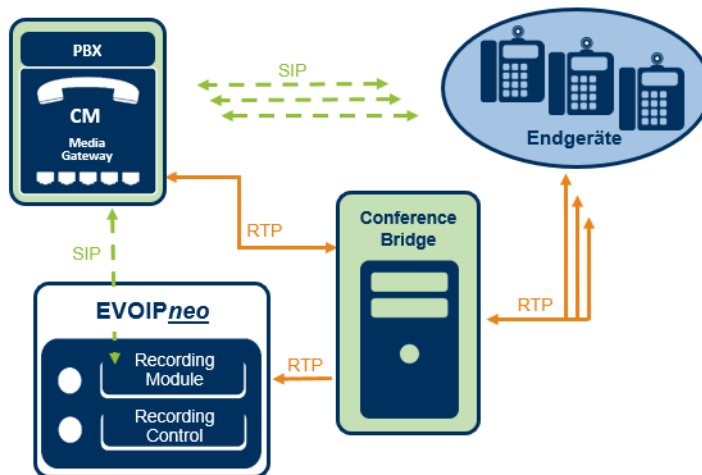 PBX
CM
Media
Gateway
SIP
Endgeräte
SIP
RTP
Conference
Bridge
RTP
EVOIPneo
Recording
Module
Recording
Control
RTP